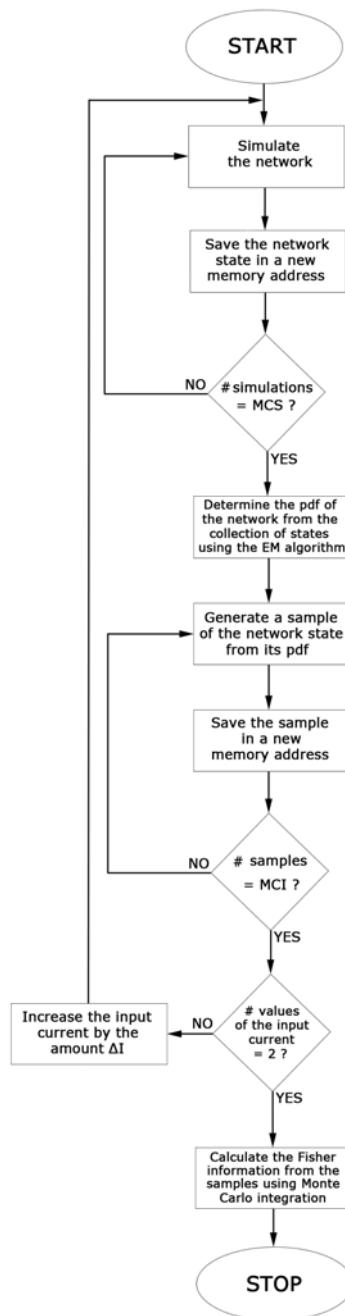 START
Simulate
the network
Save the network
state in a new
memory address
NO
# simulations
= MCS ?
YES
Determine the pdf of
the network from the
collection of states
using the EM algorithm
Generate a sample
of the network state
from its pdf
Save the sample
in a new
memory address
NO
# samples
= MCI ?
YES
# values
of the input
current
= 2 ?
NO
Increase the input
current by the
amount ΔI
YES
Calculate the Fisher
information from the
samples using Monte
Carlo integration
STOP